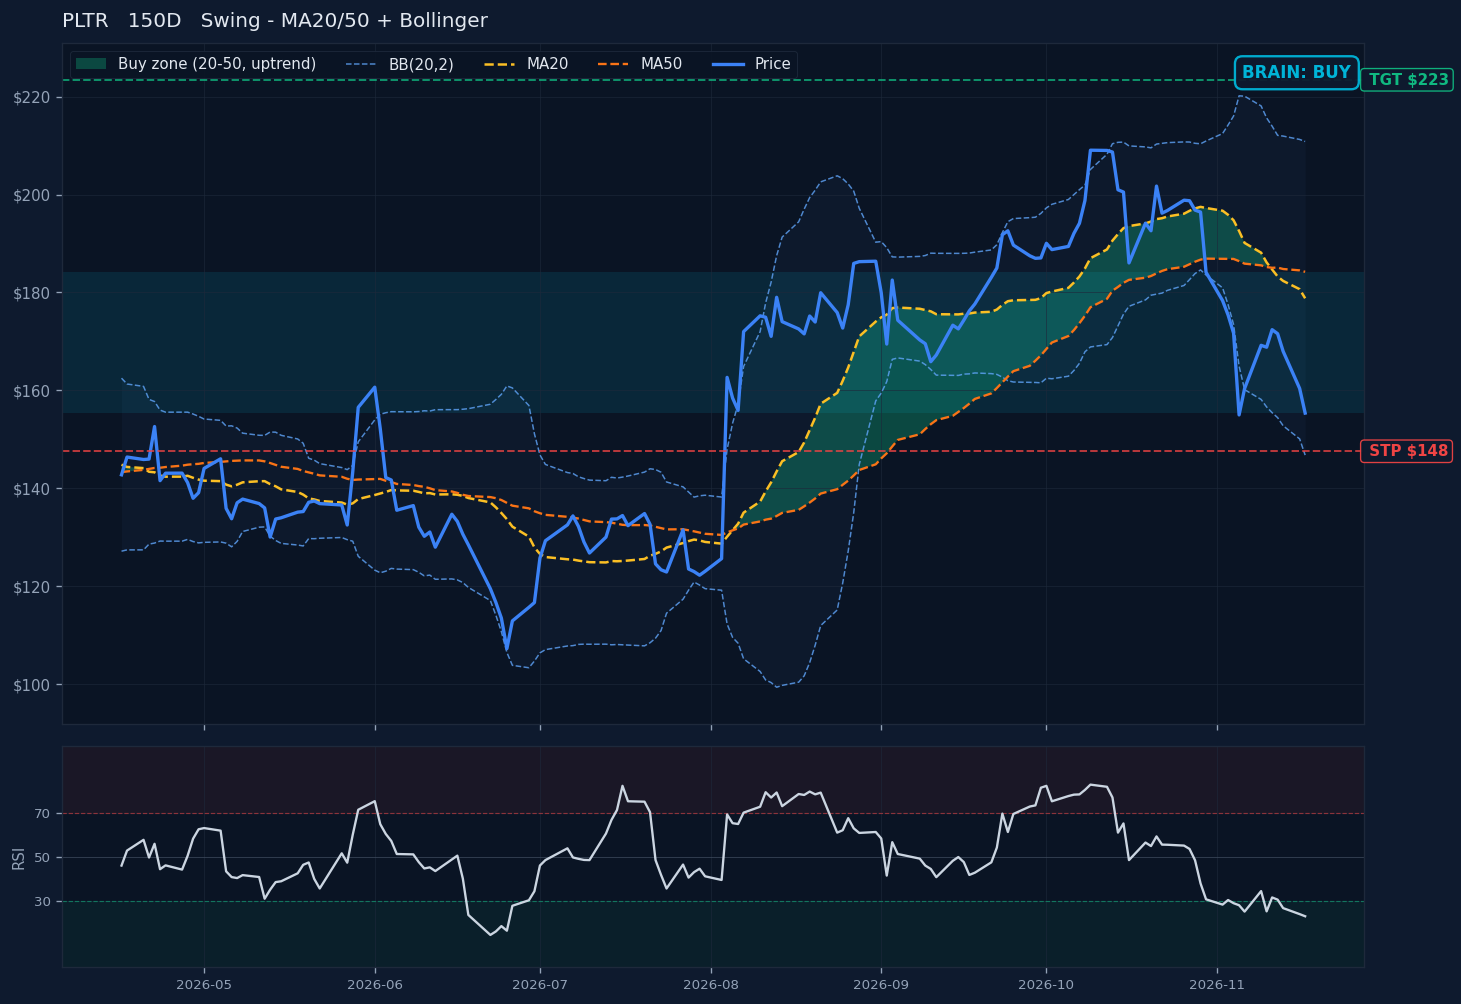 PLTR 150D Swing - MA20/50 + Bollinger
Buy zone (20-50, uptrend) BB(20,2) MA20 MA50 Price
BRAIN: BUY
TGT $223
$220
$200
$180
$160
STP $148
$140
$120
$100
70
50
30
RSI
2026-05 2026-06 2026-07 2026-08 2026-09 2026-10 2026-11